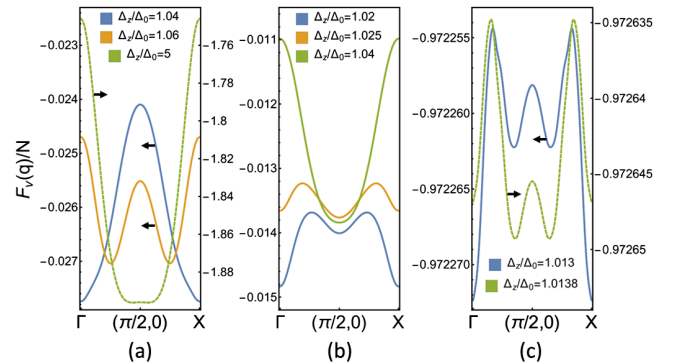 Δz/Δ0=1.04
Δz/Δ0=1.06
Δz/Δ0=5
-0.023
-0.024
-0.025
-0.026
-0.027
-1.76
-1.78
-1.8
-1.82
-1.84
-1.86
-1.88
Fv(q)/N
Γ (π/2,0) X
(a)
Δz/Δ0=1.02
Δz/Δ0=1.025
Δz/Δ0=1.04
-0.011
-0.012
-0.013
-0.014
-0.015
(π/2,0) X
(b)
-0.972255
-0.972260
-0.972265
-0.972270
-0.972635
-0.97264
-0.972645
-0.97265
Δz/Δ0=1.013
Δz/Δ0=1.0138
Γ (π/2,0) X
(c)